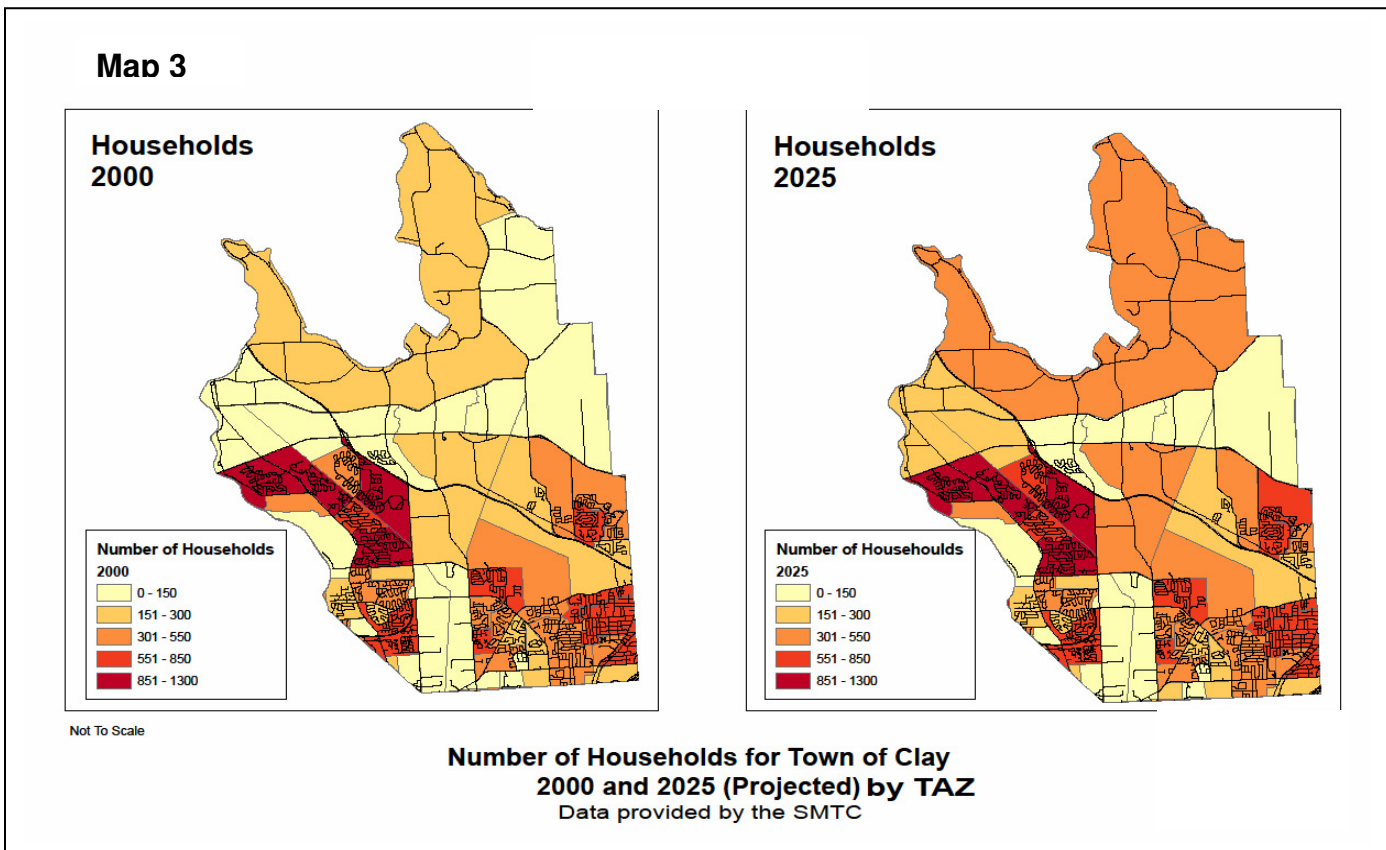 Map 3
Households
2000
Number of Households
2000
0 - 150
151 - 300
301 - 550
551 - 850
851 - 1300
Households
2025
Number of Househoulds
2025
0 - 150
151 - 300
301 - 550
551 - 850
851 - 1300
Not To Scale
Number of Households for Town of Clay
2000 and 2025 (Projected) by TAZ
Data provided by the SMTC